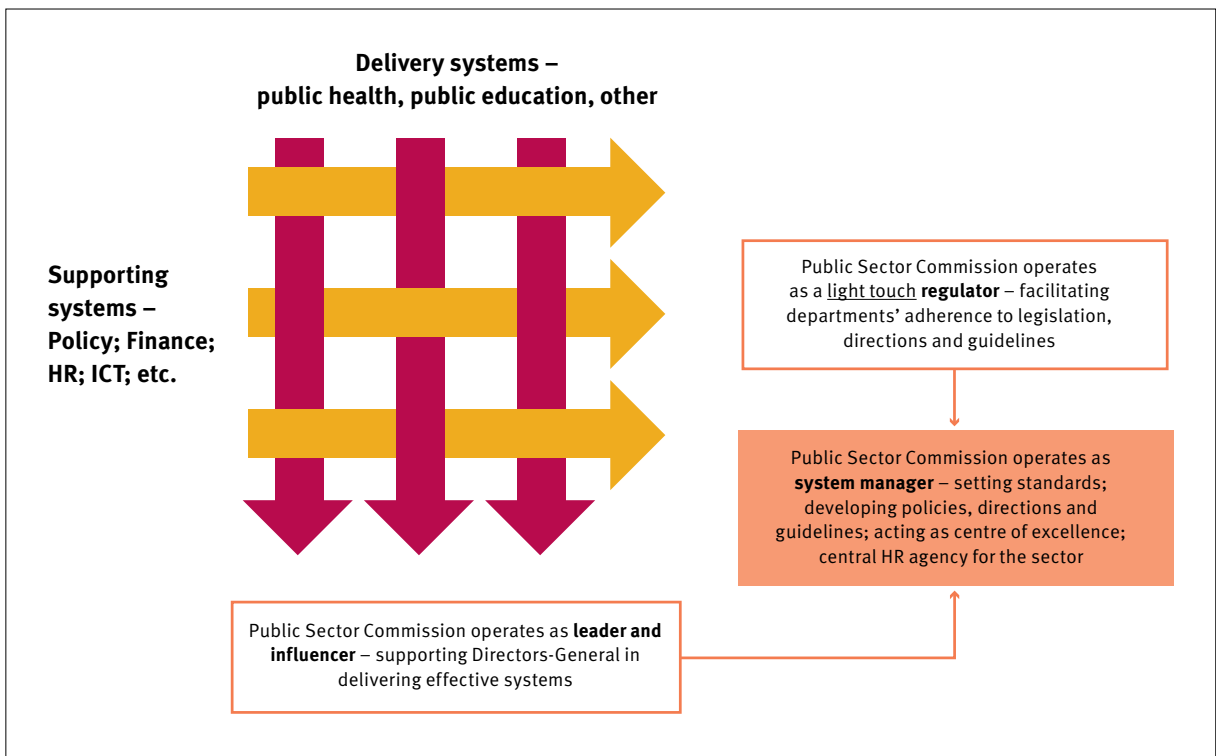 Delivery systems –
public health, public education, other
Supporting
systems –
Policy; Finance;
HR; ICT; etc.
Public Sector Commission operates
as a light touch regulator – facilitating
departments’ adherence to legislation,
directions and guidelines
Public Sector Commission operates as
system manager – setting standards;
developing policies, directions and
guidelines; acting as centre of excellence;
central HR agency for the sector
Public Sector Commission operates as leader and
influencer – supporting Directors-General in
delivering effective systems